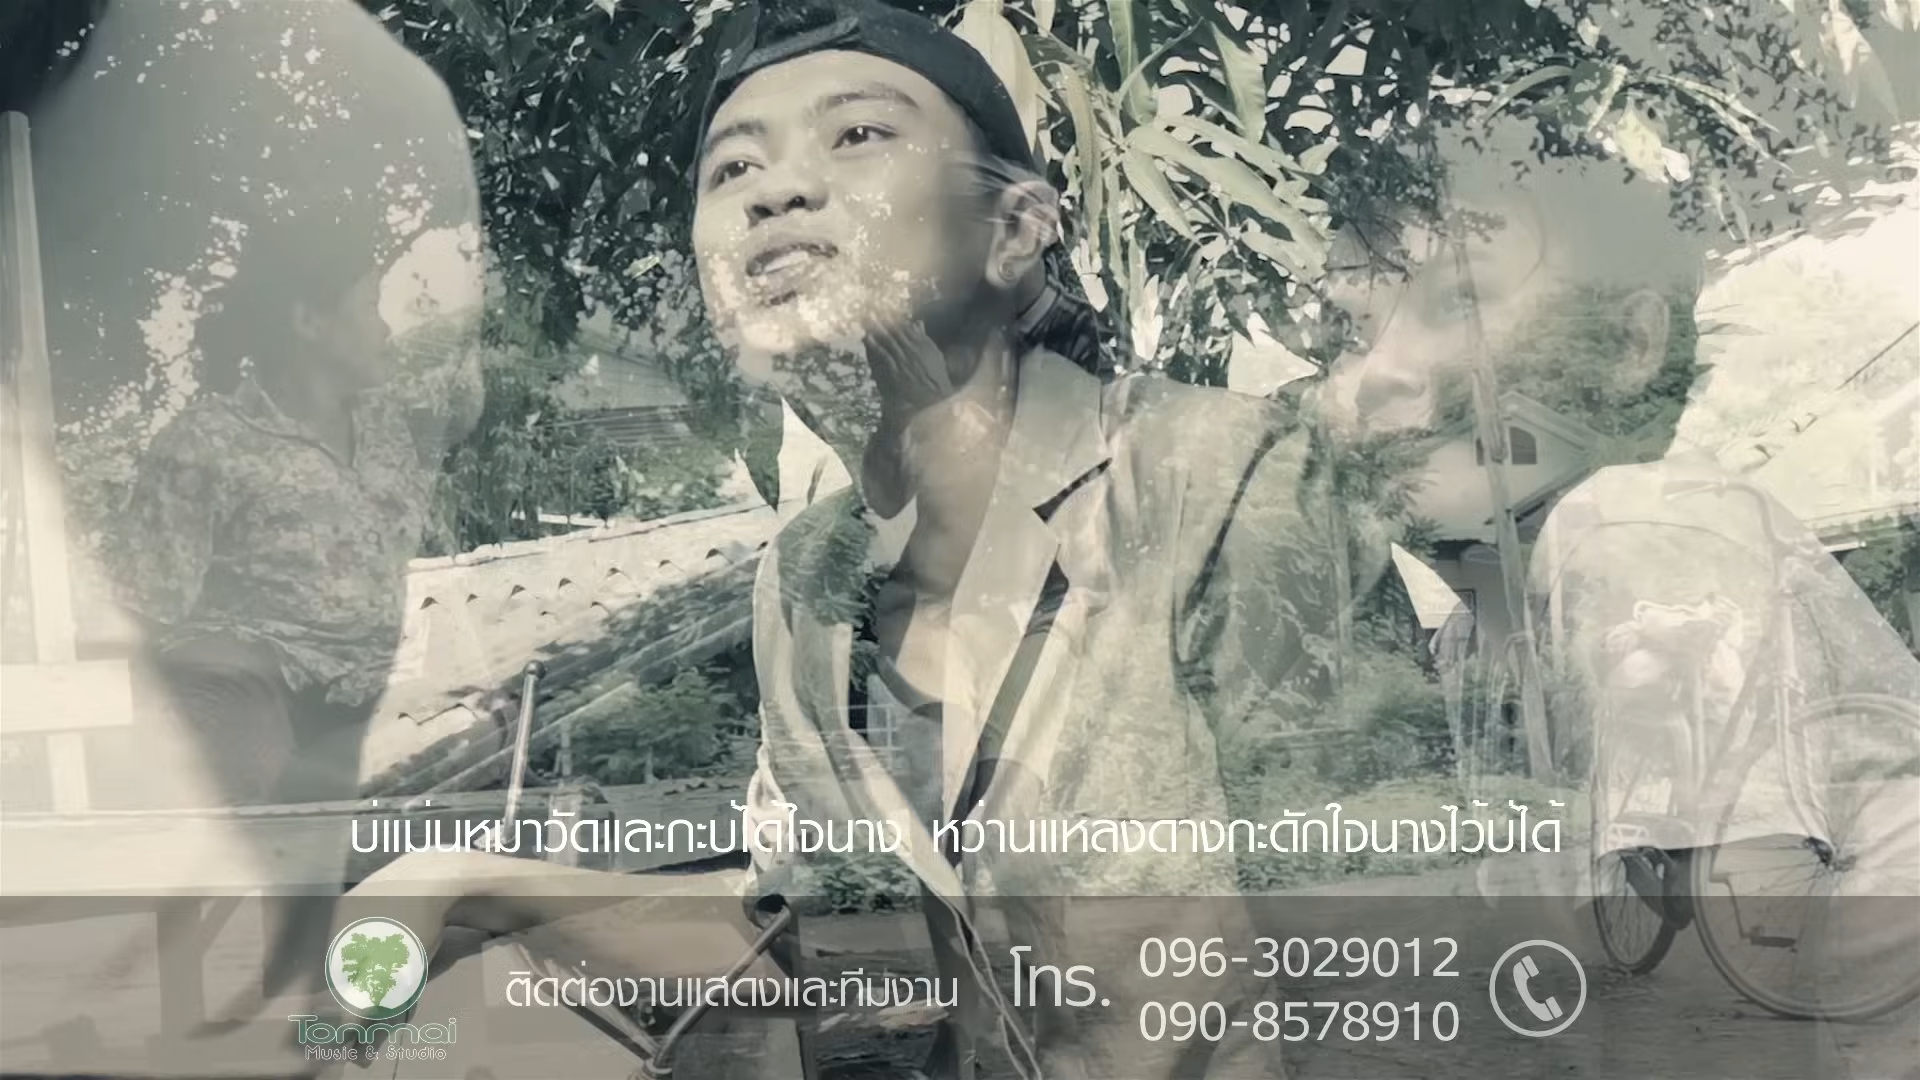 บ่แม่นหมาวัดและกะบ่ได้ใจนาง หว่านแหลงดางกะดักใจนางไว้บ่ได้
Tonmai
Music & Studio
ติดต่องานแสดงและทีมงาน โทร.
096-3029012
090-8578910